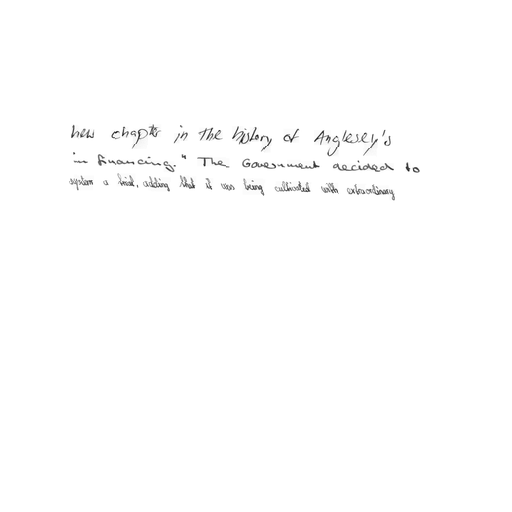 new chapter in the history of Anglesey's
in financing." The Government decided to
system a trial, adding that it was being cultivated with extraordinary